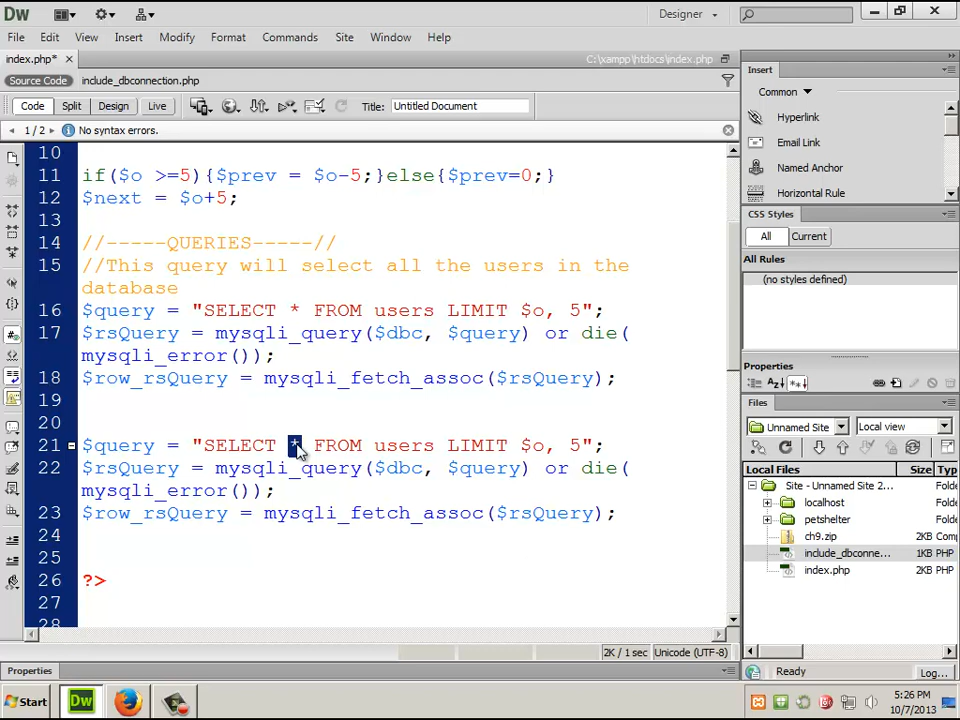 Dw
Designer
File Edit View Insert Modify Format Commands Site Window Help
index.php* × C:\xampp\htdocs\index.php
Source Code include_dbconnection.php
Code Split Design Live Title: Untitled Document
1 / 2 No syntax errors.
10
11 if($o >=5){$prev = $o-5;}else{$prev=0;}
12 $next = $o+5;
13
14 //-----QUERIES-----//
15 //This query will select all the users in the
database
16 $query = "SELECT * FROM users LIMIT $o, 5";
17 $rsQuery = mysqli_query($dbc, $query) or die(
mysqli_error());
18 $row_rsQuery = mysqli_fetch_assoc($rsQuery);
19
20
21 $query = "SELECT * FROM users LIMIT $o, 5";
22 $rsQuery = mysqli_query($dbc, $query) or die(
mysqli_error());
23 $row_rsQuery = mysqli_fetch_assoc($rsQuery);
24
25
26 ?>
27
28
2K / 1 sec Unicode (UTF-8)
Properties
Insert
Common
Hyperlink
Email Link
Named Anchor
Horizontal Rule
CSS Styles
All Current
All Rules
(no styles defined)
Properties
Files
Unnamed Site Local view
Local Files Size Typ
Site - Unnamed Site 2... Folde
localhost Folde
petshelter Folde
ch9.zip 2KB Com
include_dbconne... 1KB PHP
index.php 2KB PHP
Ready Log...
Start Dw 5:26 PM
10/7/2013